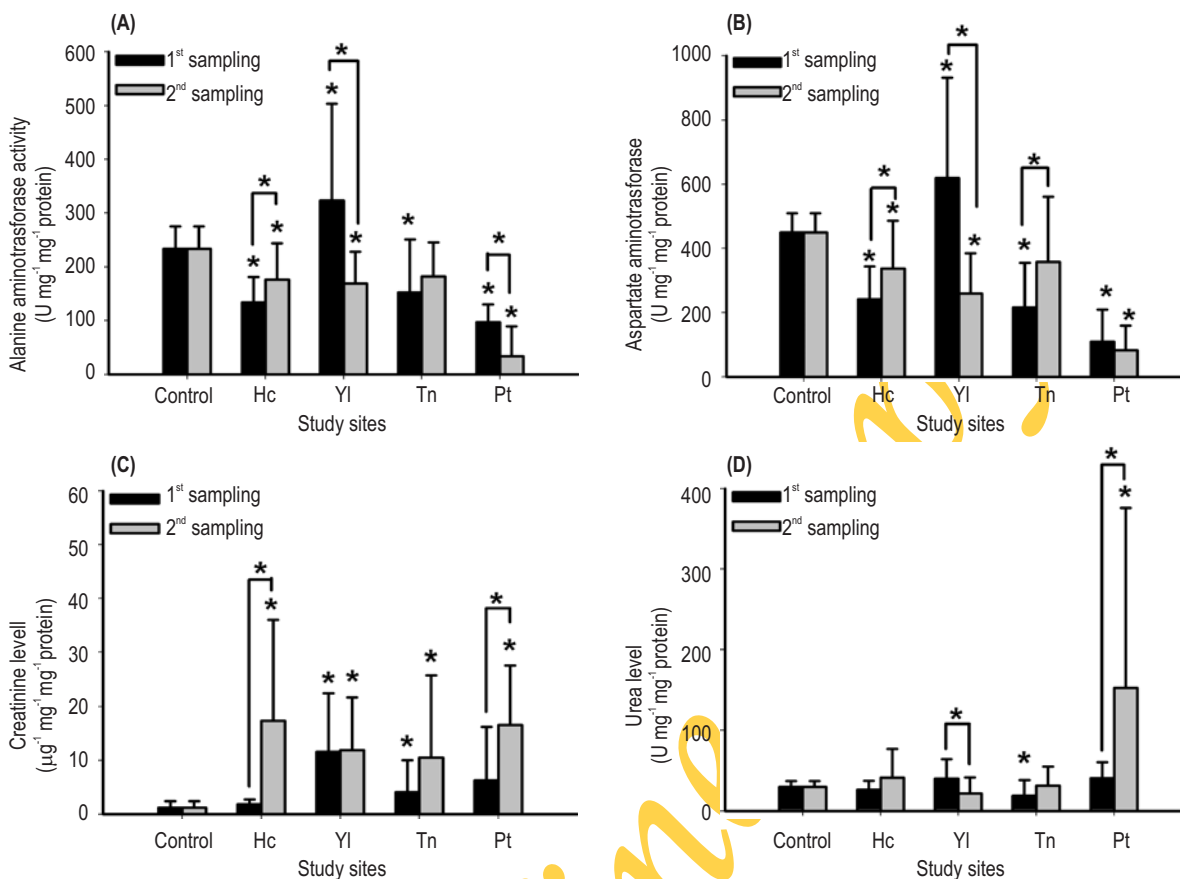 (A)
1st sampling
2nd sampling
600
500
400
300
200
100
0
Alanine aminotrasforase activity
(U mg-1 mg-1 protein)
* * * * * * * * * *
Control Hc Yl Tn Pt
Study sites
(B)
1st sampling
2nd sampling
1000
800
600
400
200
0
Aspartate aminotrasforase
(U mg-1 mg-1 protein)
* * * * * * * * * * *
Control Hc Yl Tn Pt
Study sites
(C)
1st sampling
2nd sampling
60
50
40
30
20
10
0
Creatinine levell
(µg-1 mg-1 mg-1 protein)
* * * * * * * *
Control Hc Yl Tn Pt
Study sites
(D)
1st sampling
2nd sampling
400
300
200
100
0
Urea level
(U mg-1 mg-1 protein)
* * * *
Control Hc Yl Tn Pt
Study sites